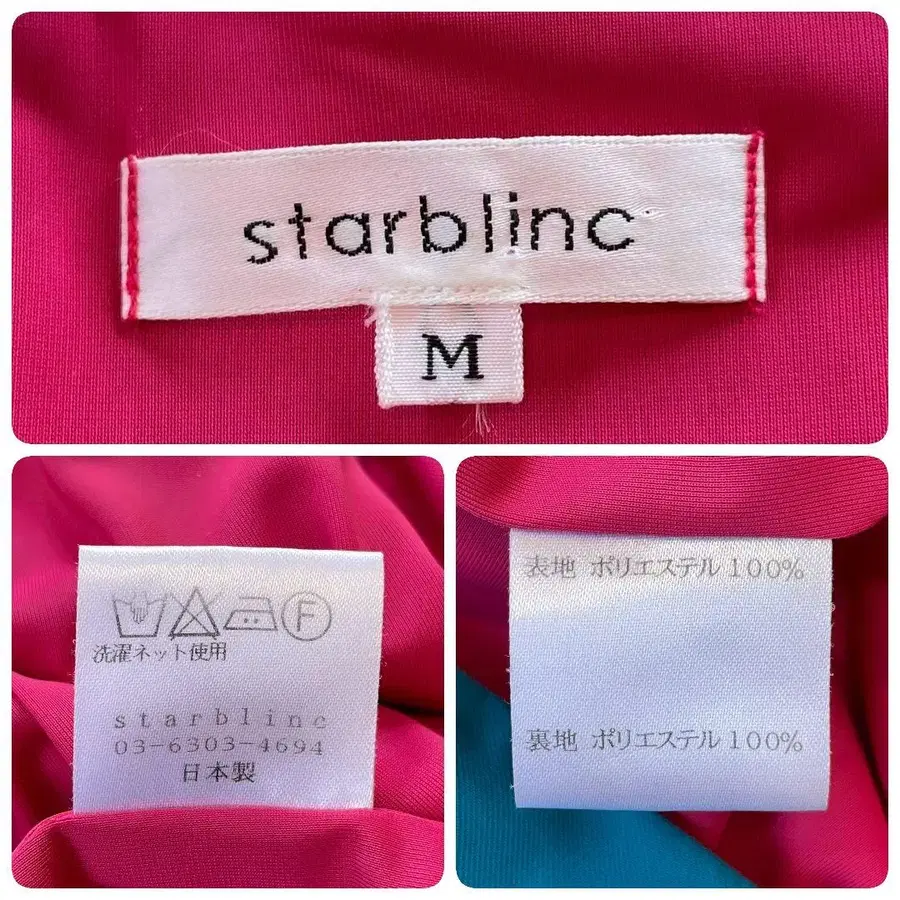 starblinc
M
F
洗濯ネット使用
starblinc
03-6303-4694
日本製
表地 ポリエステル100%
裏地 ポリエステル100%